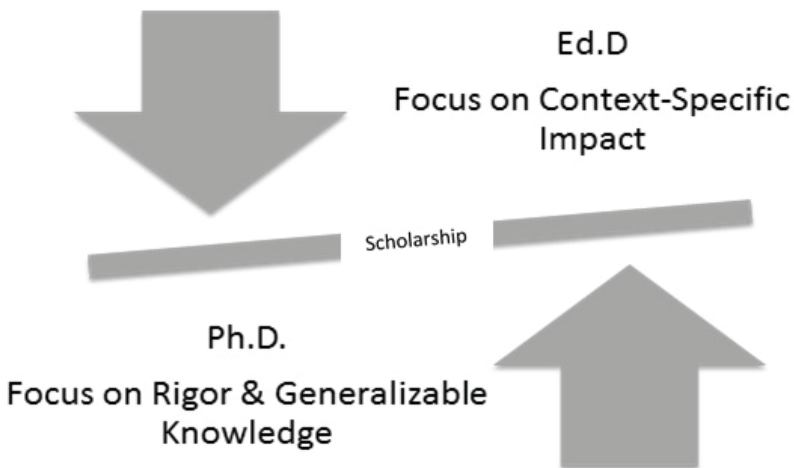 Ed.D
Focus on Context-Specific
Impact
Scholarship
Ph.D.
Focus on Rigor & Generalizable
Knowledge